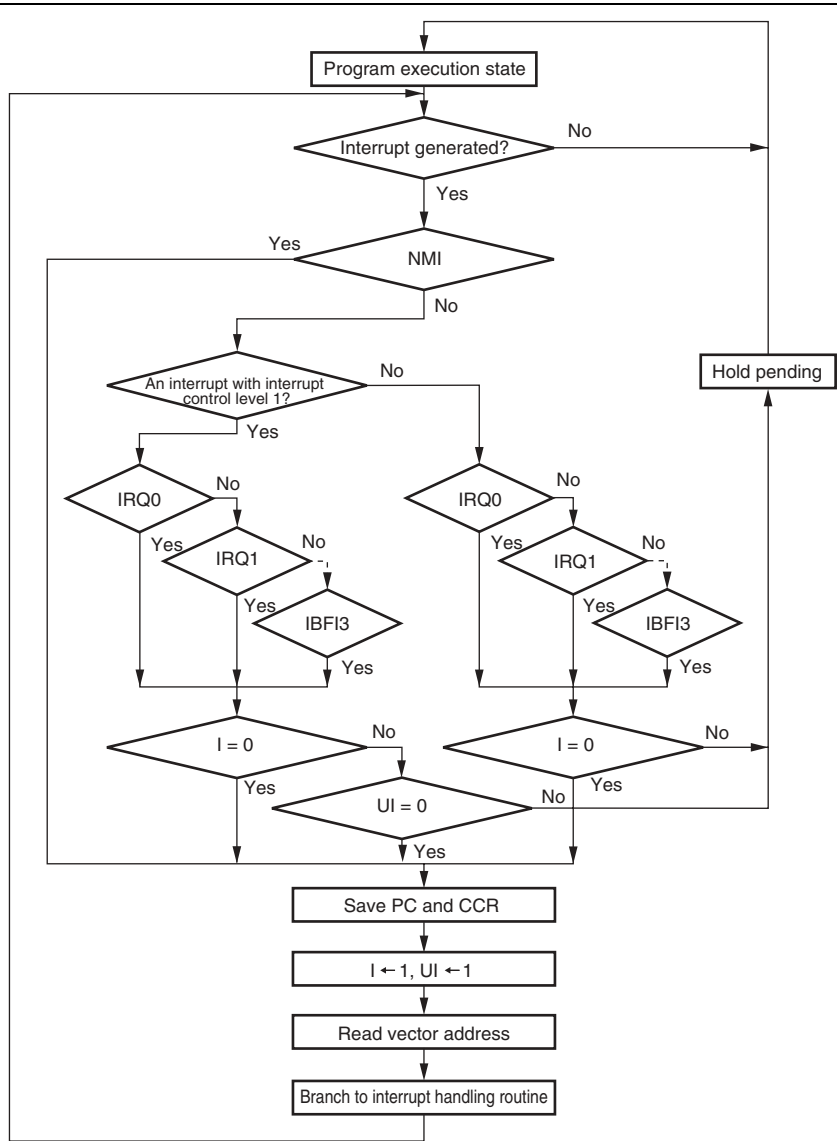 Program execution state
Interrupt generated?
No
Yes
Yes
NMI
No
An interrupt with interrupt
control level 1?
No
Hold pending
Yes
IRQ0
No
IRQ0
No
Yes
IRQ1
No
Yes
IRQ1
No
Yes
IBFI3
Yes
IBFI3
Yes
Yes
I = 0
No
I = 0
No
Yes
UI = 0
No
Yes
Yes
Save PC and CCR
I ← 1, UI ← 1
Read vector address
Branch to interrupt handling routine